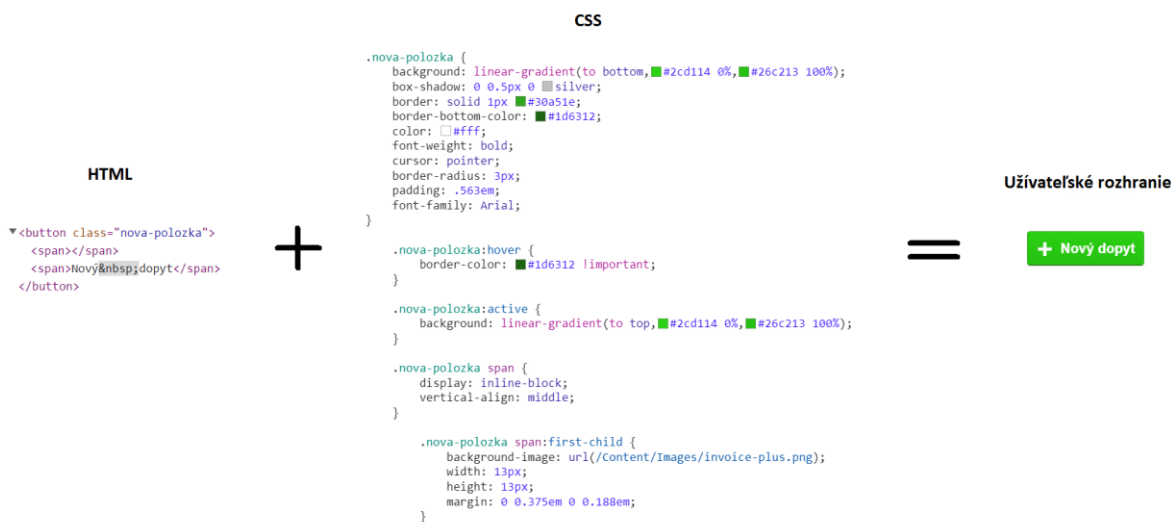 CSS
.nova-polozka {
background: linear-gradient(to bottom,#2cd114 0%,#26c213 100%);
box-shadow: 0 0.5px 0 silver;
border: solid 1px #30a51e;
border-bottom-color: #1d6312;
color: #fff;
font-weight: bold;
cursor: pointer;
border-radius: 3px;
padding: .563em;
font-family: Arial;
}
.nova-polozka:hover {
border-color: #1d6312 !important;
}
.nova-polozka:active {
background: linear-gradient(to top,#2cd114 0%,#26c213 100%);
}
.nova-polozka span {
display: inline-block;
vertical-align: middle;
}
.nova-polozka span:first-child {
background-image: url(/Content/Images/invoice-plus.png);
width: 13px;
height: 13px;
margin: 0 0.375em 0 0.188em;
}
HTML
<button class="nova-polozka">
<span></span>
<span>Nový&nbsp;dopyt</span>
</button>
+
=
Užívateľské rozhranie
+ Nový dopyt